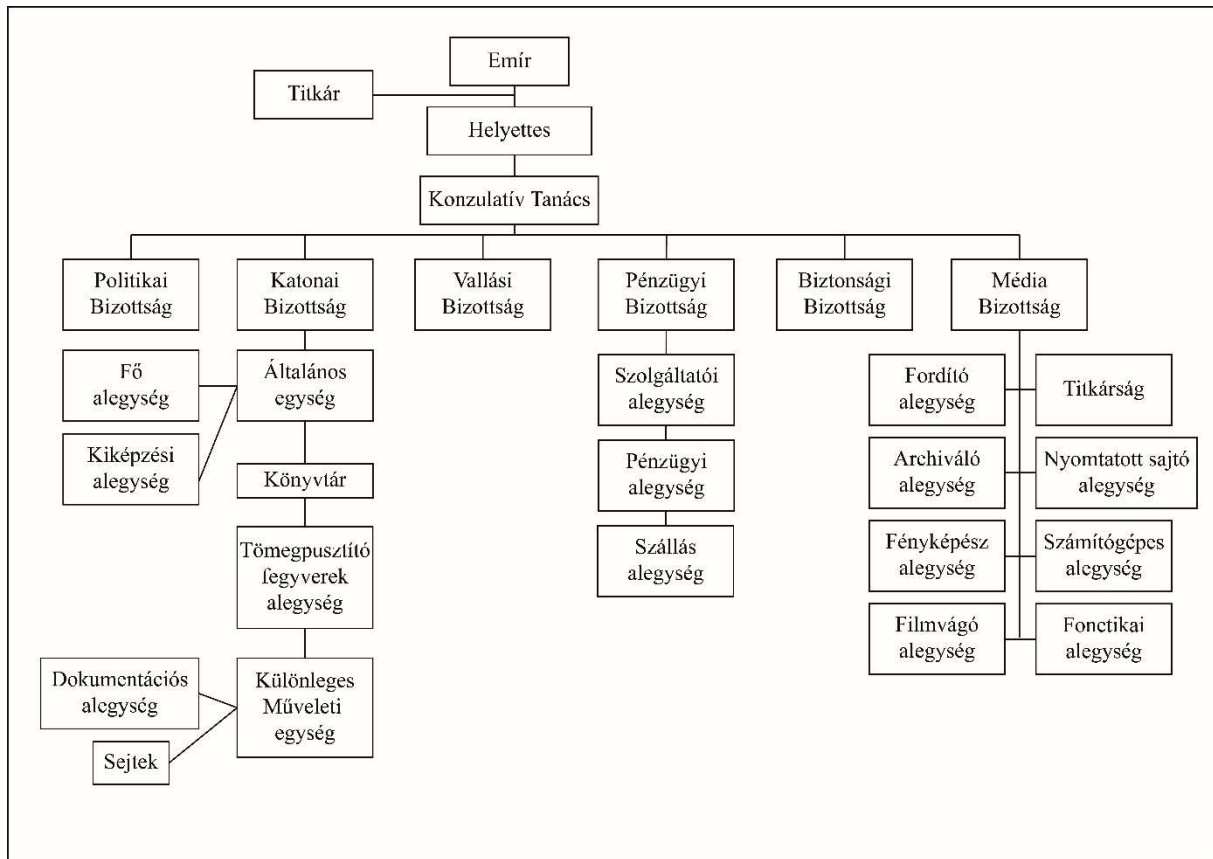 Emír
Titkár
Helyettes
Konzulatív Tanács
Politikai
Bizottság
Katonai
Bizottság
Vallási
Bizottság
Pénzügyi
Bizottság
Biztonsági
Bizottság
Média
Bizottság
Fő
alegység
Általános
egység
Kiképzési
alegység
Könyvtár
Tömegpusztító
fegyverek
alegység
Dokumentációs
alegység
Különleges
Műveleti
egység
Sejtek
Szolgáltatói
alegység
Pénzügyi
alegység
Szállás
alegység
Fordító
alegység
Titkárság
Archiváló
alegység
Nyomtatott sajtó
alegység
Fényképész
alegység
Számítógépes
alegység
Filmvágó
alegység
Fonetikai
alegység